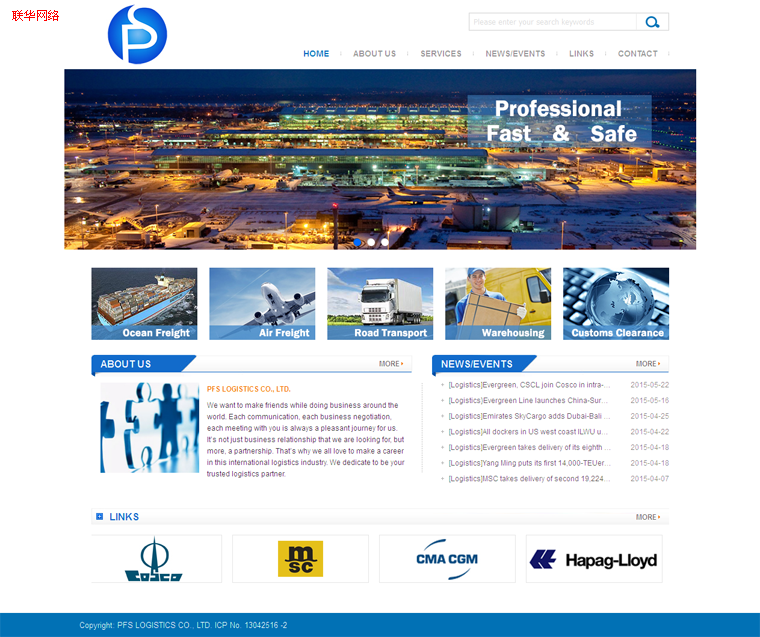 联华网络
Please enter your search keywords
HOME ABOUT US SERVICES NEWS/EVENTS LINKS CONTACT
Professional
Fast & Safe
Ocean Freight
Air Freight
Road Transport
Warehousing
Customs Clearance
ABOUT US MORE
PFS LOGISTICS CO., LTD.
We want to make friends while doing business around the
world. Each communication, each business negotiation,
each meeting with you is always a pleasant journey for us.
It's not just business relationship that we are looking for, but
more, a partnership. That's why we all love to make a career
in this international logistics industry. We dedicate to be your
trusted logistics partner.
NEWS/EVENTS MORE
[Logistics]Evergreen, CSCL join Cosco in intra-... 2015-05-22
[Logistics]Evergreen Line launches China-Sur... 2015-05-16
[Logistics]Emirates SkyCargo adds Dubai-Bali ... 2015-04-25
[Logistics]All dockers in US west coast ILWU u... 2015-04-22
[Logistics]Evergreen takes delivery of its eighth ... 2015-04-18
[Logistics]Yang Ming puts its first 14,000-TEUer... 2015-04-18
[Logistics]MSC takes delivery of second 19,224... 2015-04-07
LINKS MORE
COSCO
msc
CMA CGM
Hapag-Lloyd
Copyright: PFS LOGISTICS CO., LTD. ICP No. 13042516 -2